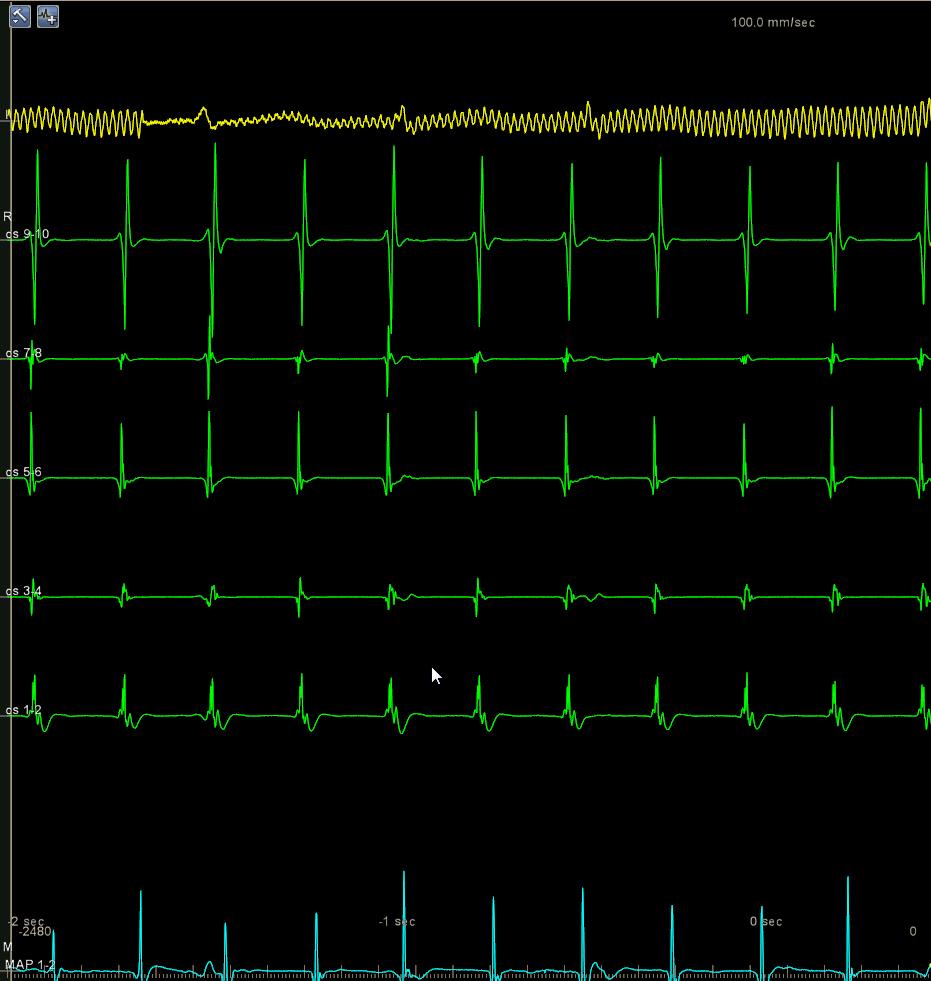 100.0 mm/sec
R
cs 9-10
cs 7-8
cs 5-6
cs 3-4
cs 1-2
-2 sec
-1 sec
0 sec
-2480
0
M
MAP 1-2